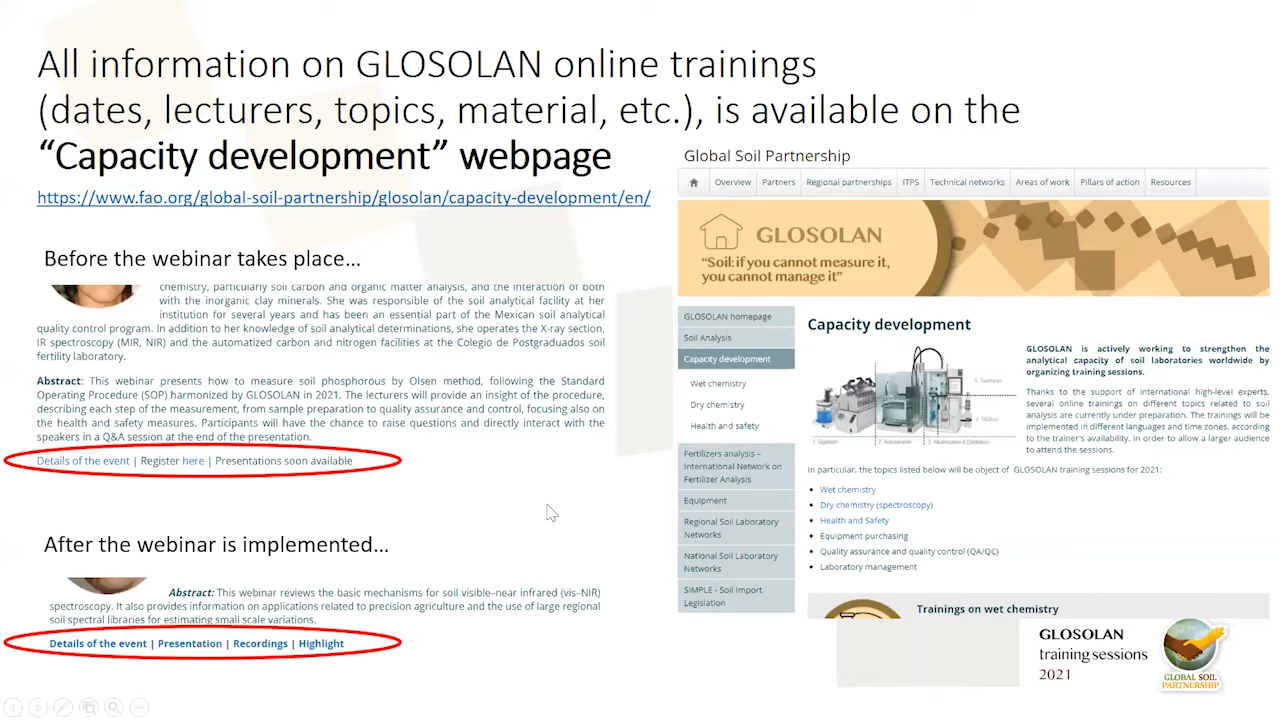 All information on GLOSOLAN online trainings
(dates, lecturers, topics, material, etc.), is available on the
“Capacity development” webpage
https://www.fao.org/global-soil-partnership/glosolan/capacity-development/en/
Before the webinar takes place...
chemistry, particularly soil carbon and organic matter analysis, and the interaction of both
with the inorganic clay minerals. She was responsible of the soil analytical facility at her
institution for several years and has been an essential part of the Mexican soil analytical
quality control program. In addition to her knowledge of soil analytical determinations, she operates the X-ray section,
IR spectroscopy (MIR, NIR) and the automatized carbon and nitrogen facilities at the Colegio de Postgraduados soil
fertility laboratory.
Abstract: This webinar presents how to measure soil phosphorous by Olsen method, following the Standard
Operating Procedure (SOP) harmonized by GLOSOLAN in 2021. The lecturers will provide an insight of the procedure,
describing each step of the measurement, from sample preparation to quality assurance and control, focusing also on
the health and safety measures. Participants will have the chance to raise questions and directly interact with the
speakers in a Q&A session at the end of the presentation.
Details of the event | Register here | Presentations soon available
After the webinar is implemented...
Abstract: This webinar reviews the basic mechanisms for soil visible–near infrared (vis–NIR)
spectroscopy. It also provides information on applications related to precision agriculture and the use of large regional
soil spectral libraries for estimating small scale variations.
Details of the event | Presentation | Recordings | Highlight
Global Soil Partnership
Overview Partners Regional partnerships ITPS Technical networks Areas of work Pillars of action Resources
GLOSOLAN
“Soil: if you cannot measure it,
you cannot manage it”
GLOSOLAN homepage
Soil Analysis
Capacity development
Wet chemistry
Dry chemistry
Health and safety
Fertilizers analysis –
International Network on
Fertilizer Analysis
Equipment
Regional Soil Laboratory
Networks
National Soil Laboratory
Networks
SIMPLE - Soil Import
Legislation
Capacity development
1. Digestion
2. Autosampler
3. Alkalinization & Distillation
GLOSOLAN is actively working to strengthen the
analytical capacity of soil laboratories worldwide by
organizing training sessions.
Thanks to the support of international high-level experts,
several online trainings on different topics related to soil
analysis are currently under preparation. The trainings will be
implemented in different languages and time zones, according
to the trainer's availability, in order to allow a larger audience
to attend the sessions.
In particular, the topics listed below will be object of GLOSOLAN training sessions for 2021:
Wet chemistry
Dry chemistry (spectroscopy)
Health and Safety
Equipment purchasing
Quality assurance and quality control (QA/QC)
Laboratory management
Trainings on wet chemistry
GLOSOLAN
training sessions
2021
GLOBAL SOIL
PARTNERSHIP